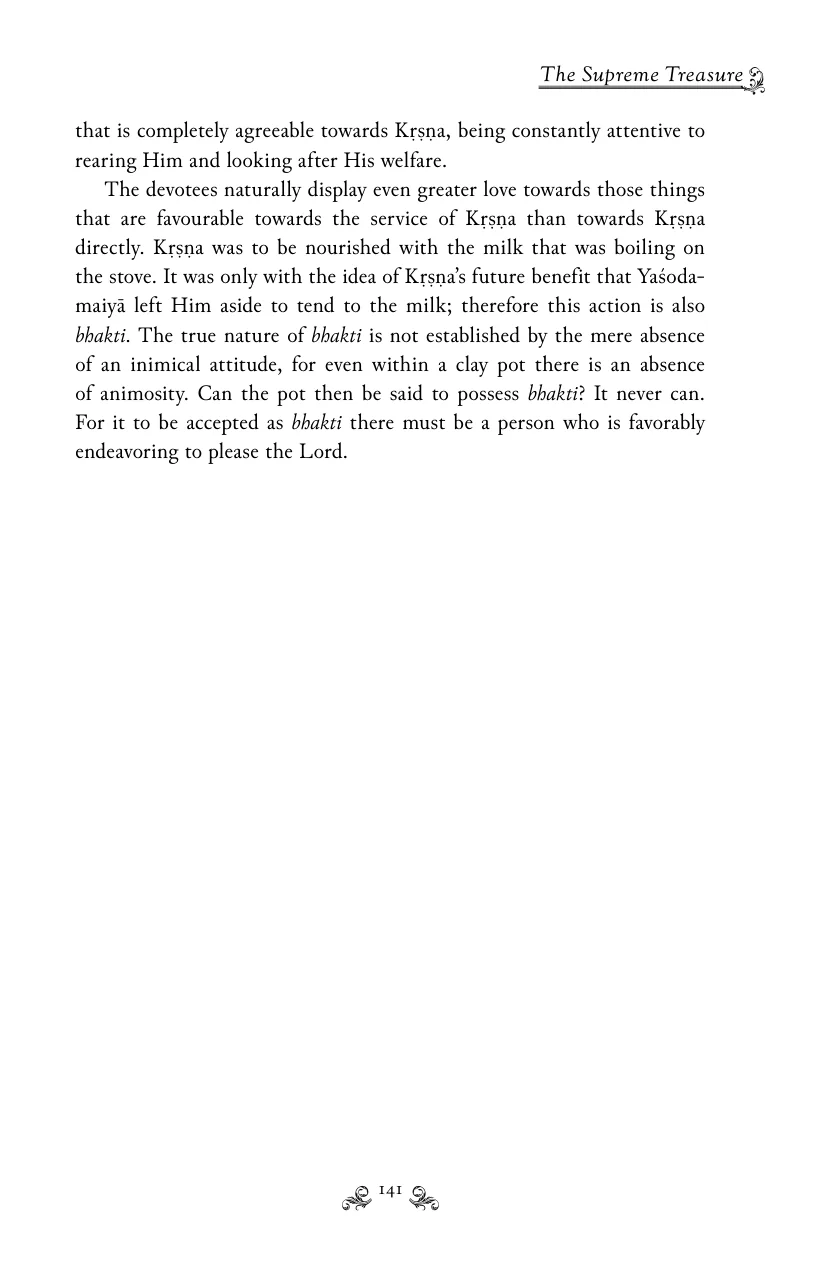 The Supreme Treasure
that is completely agreeable towards Kṛṣṇa, being constantly attentive to
rearing Him and looking after His welfare.
The devotees naturally display even greater love towards those things
that are favourable towards the service of Kṛṣṇa than towards Kṛṣṇa
directly. Kṛṣṇa was to be nourished with the milk that was boiling on
the stove. It was only with the idea of Kṛṣṇa’s future benefit that Yaśoda-
maiyā left Him aside to tend to the milk; therefore this action is also
bhakti. The true nature of bhakti is not established by the mere absence
of an inimical attitude, for even within a clay pot there is an absence
of animosity. Can the pot then be said to possess bhakti? It never can.
For it to be accepted as bhakti there must be a person who is favorably
endeavoring to please the Lord.
141